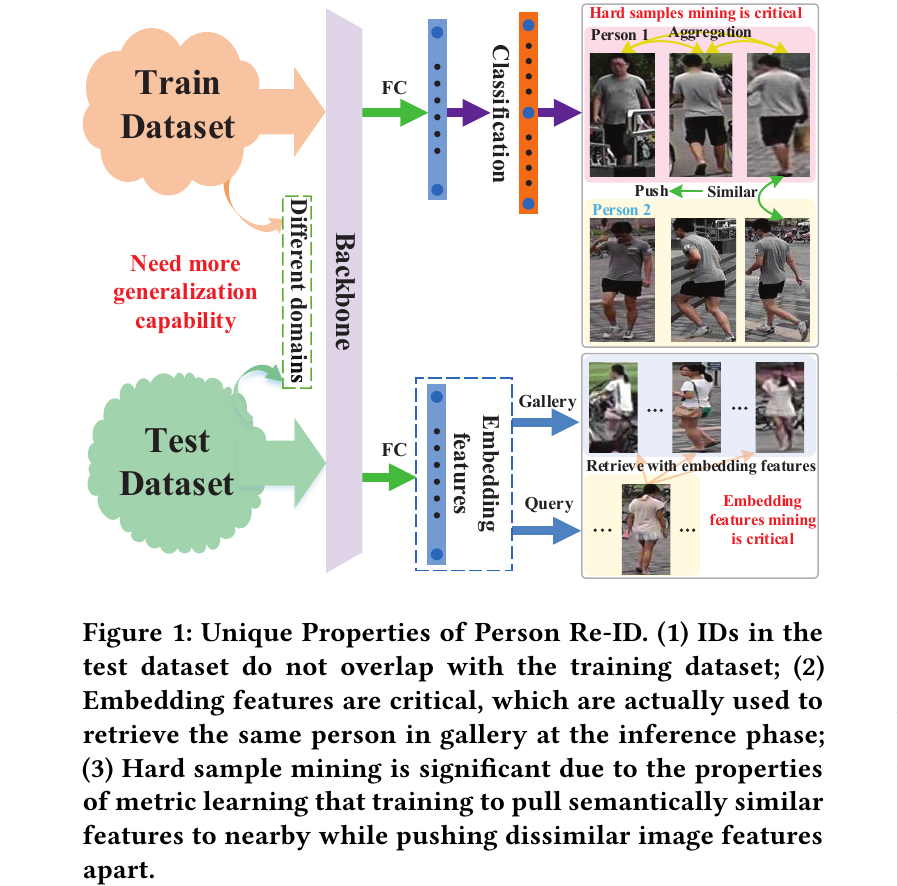 Hard samples mining is critical
Person 1
Aggregation
Train
Dataset
FC
Classification
Push
Similar
Person 2
Different domains
Backbone
Need more
generalization
capability
Test
Dataset
FC
Embedding
features
Gallery
Query
... ...
Retrieve with embedding features
... ...
Embedding
features mining
is critical
Figure 1: Unique Properties of Person Re-ID. (1) IDs in the
test dataset do not overlap with the training dataset; (2)
Embedding features are critical, which are actually used to
retrieve the same person in gallery at the inference phase;
(3) Hard sample mining is significant due to the properties
of metric learning that training to pull semantically similar
features to nearby while pushing dissimilar image features
apart.